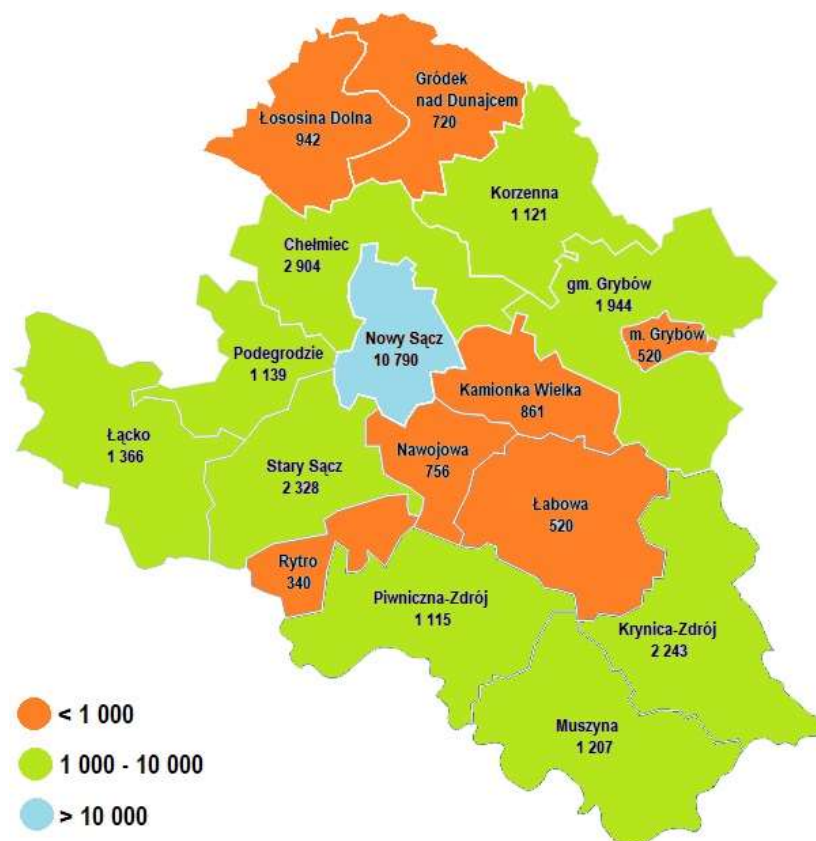 Gródek
nad Dunajcem
720
Łososina Dolna
942
Korzenna
1 121
Chełmiec
2 904
gm. Grybów
1 944
m. Grybów
520
Nowy Sącz
10 790
Podegrodzie
1 139
Kamionka Wielka
861
Łącko
1 366
Stary Sącz
2 328
Nawojowa
756
Łabowa
520
Rytro
340
Piwniczna-Zdrój
1 115
Krynica-Zdrój
2 243
Muszyna
1 207
< 1 000
1 000 - 10 000
> 10 000